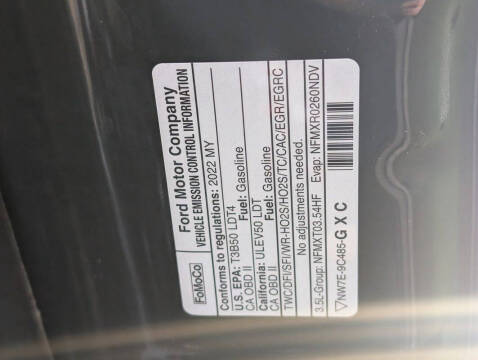 FoMoCo
Ford Motor Company
VEHICLE EMISSION CONTROL INFORMATION
Conforms to regulations: 2022 MY
U.S. EPA: T3B50 LDT4 Fuel: Gasoline
CA OBD II
California: ULEV50 LDT Fuel: Gasoline
CA OBD II
TWC/DFI/SFI/WR-HO2S/HO2S/TC/CAC/EGR/EGRC
No adjustments needed.
3.5L-Group: NFMXT03.54HF Evap: NFMXR0260NDV
▽NW7E-9C485-G X C